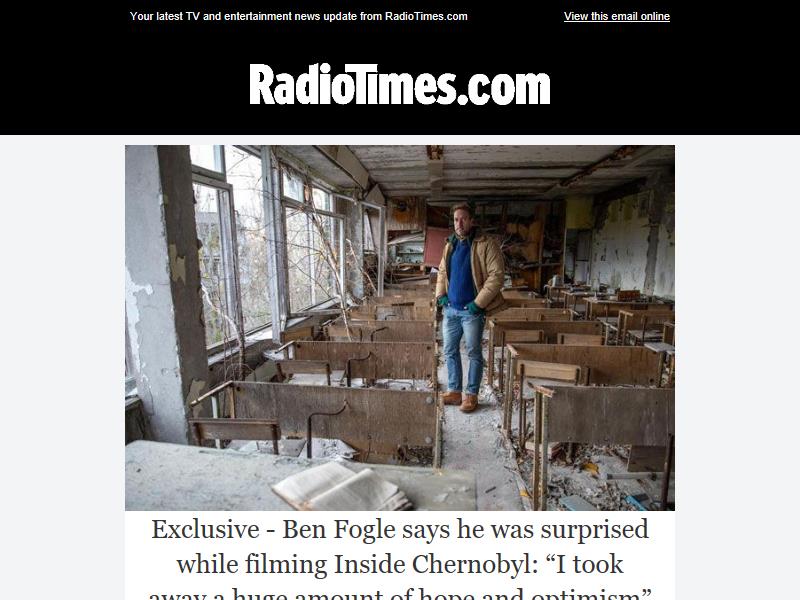 Your latest TV and entertainment news update from RadioTimes.com
View this email online
RadioTimes.com
Exclusive - Ben Fogle says he was surprised
while filming Inside Chernobyl: “I took
away a huge amount of hope and optimism”